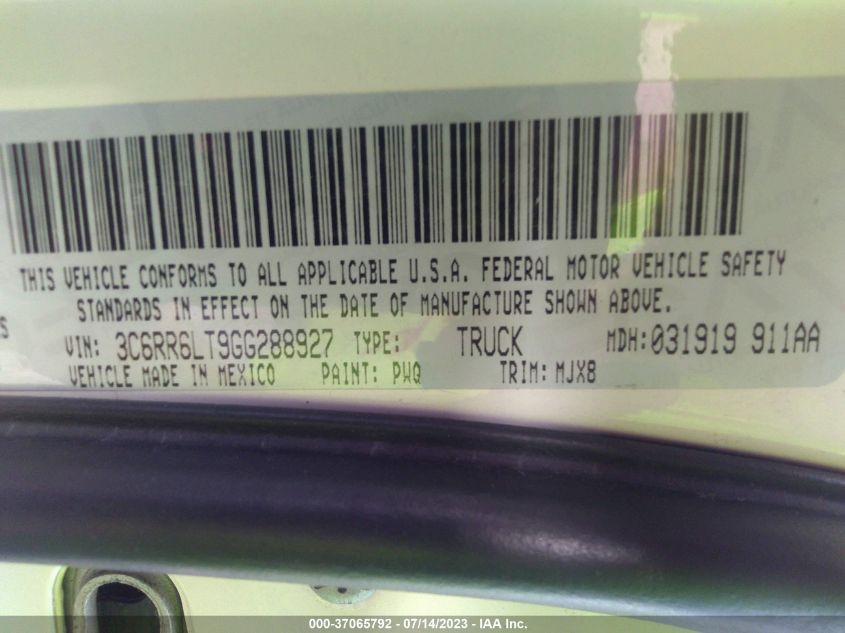 THIS VEHICLE CONFORMS TO ALL APPLICABLE U.S.A. FEDERAL MOTOR VEHICLE SAFETY
STANDARDS IN EFFECT ON THE DATE OF MANUFACTURE SHOWN ABOVE.
S
VIN: 3C6RR6LT9GG288927 TYPE: TRUCK MDH: 031919 911AA
VEHICLE MADE IN MEXICO PAINT: PWQ TRIM: MJX8
000-37065792 - 07/14/2023 - IAA Inc.